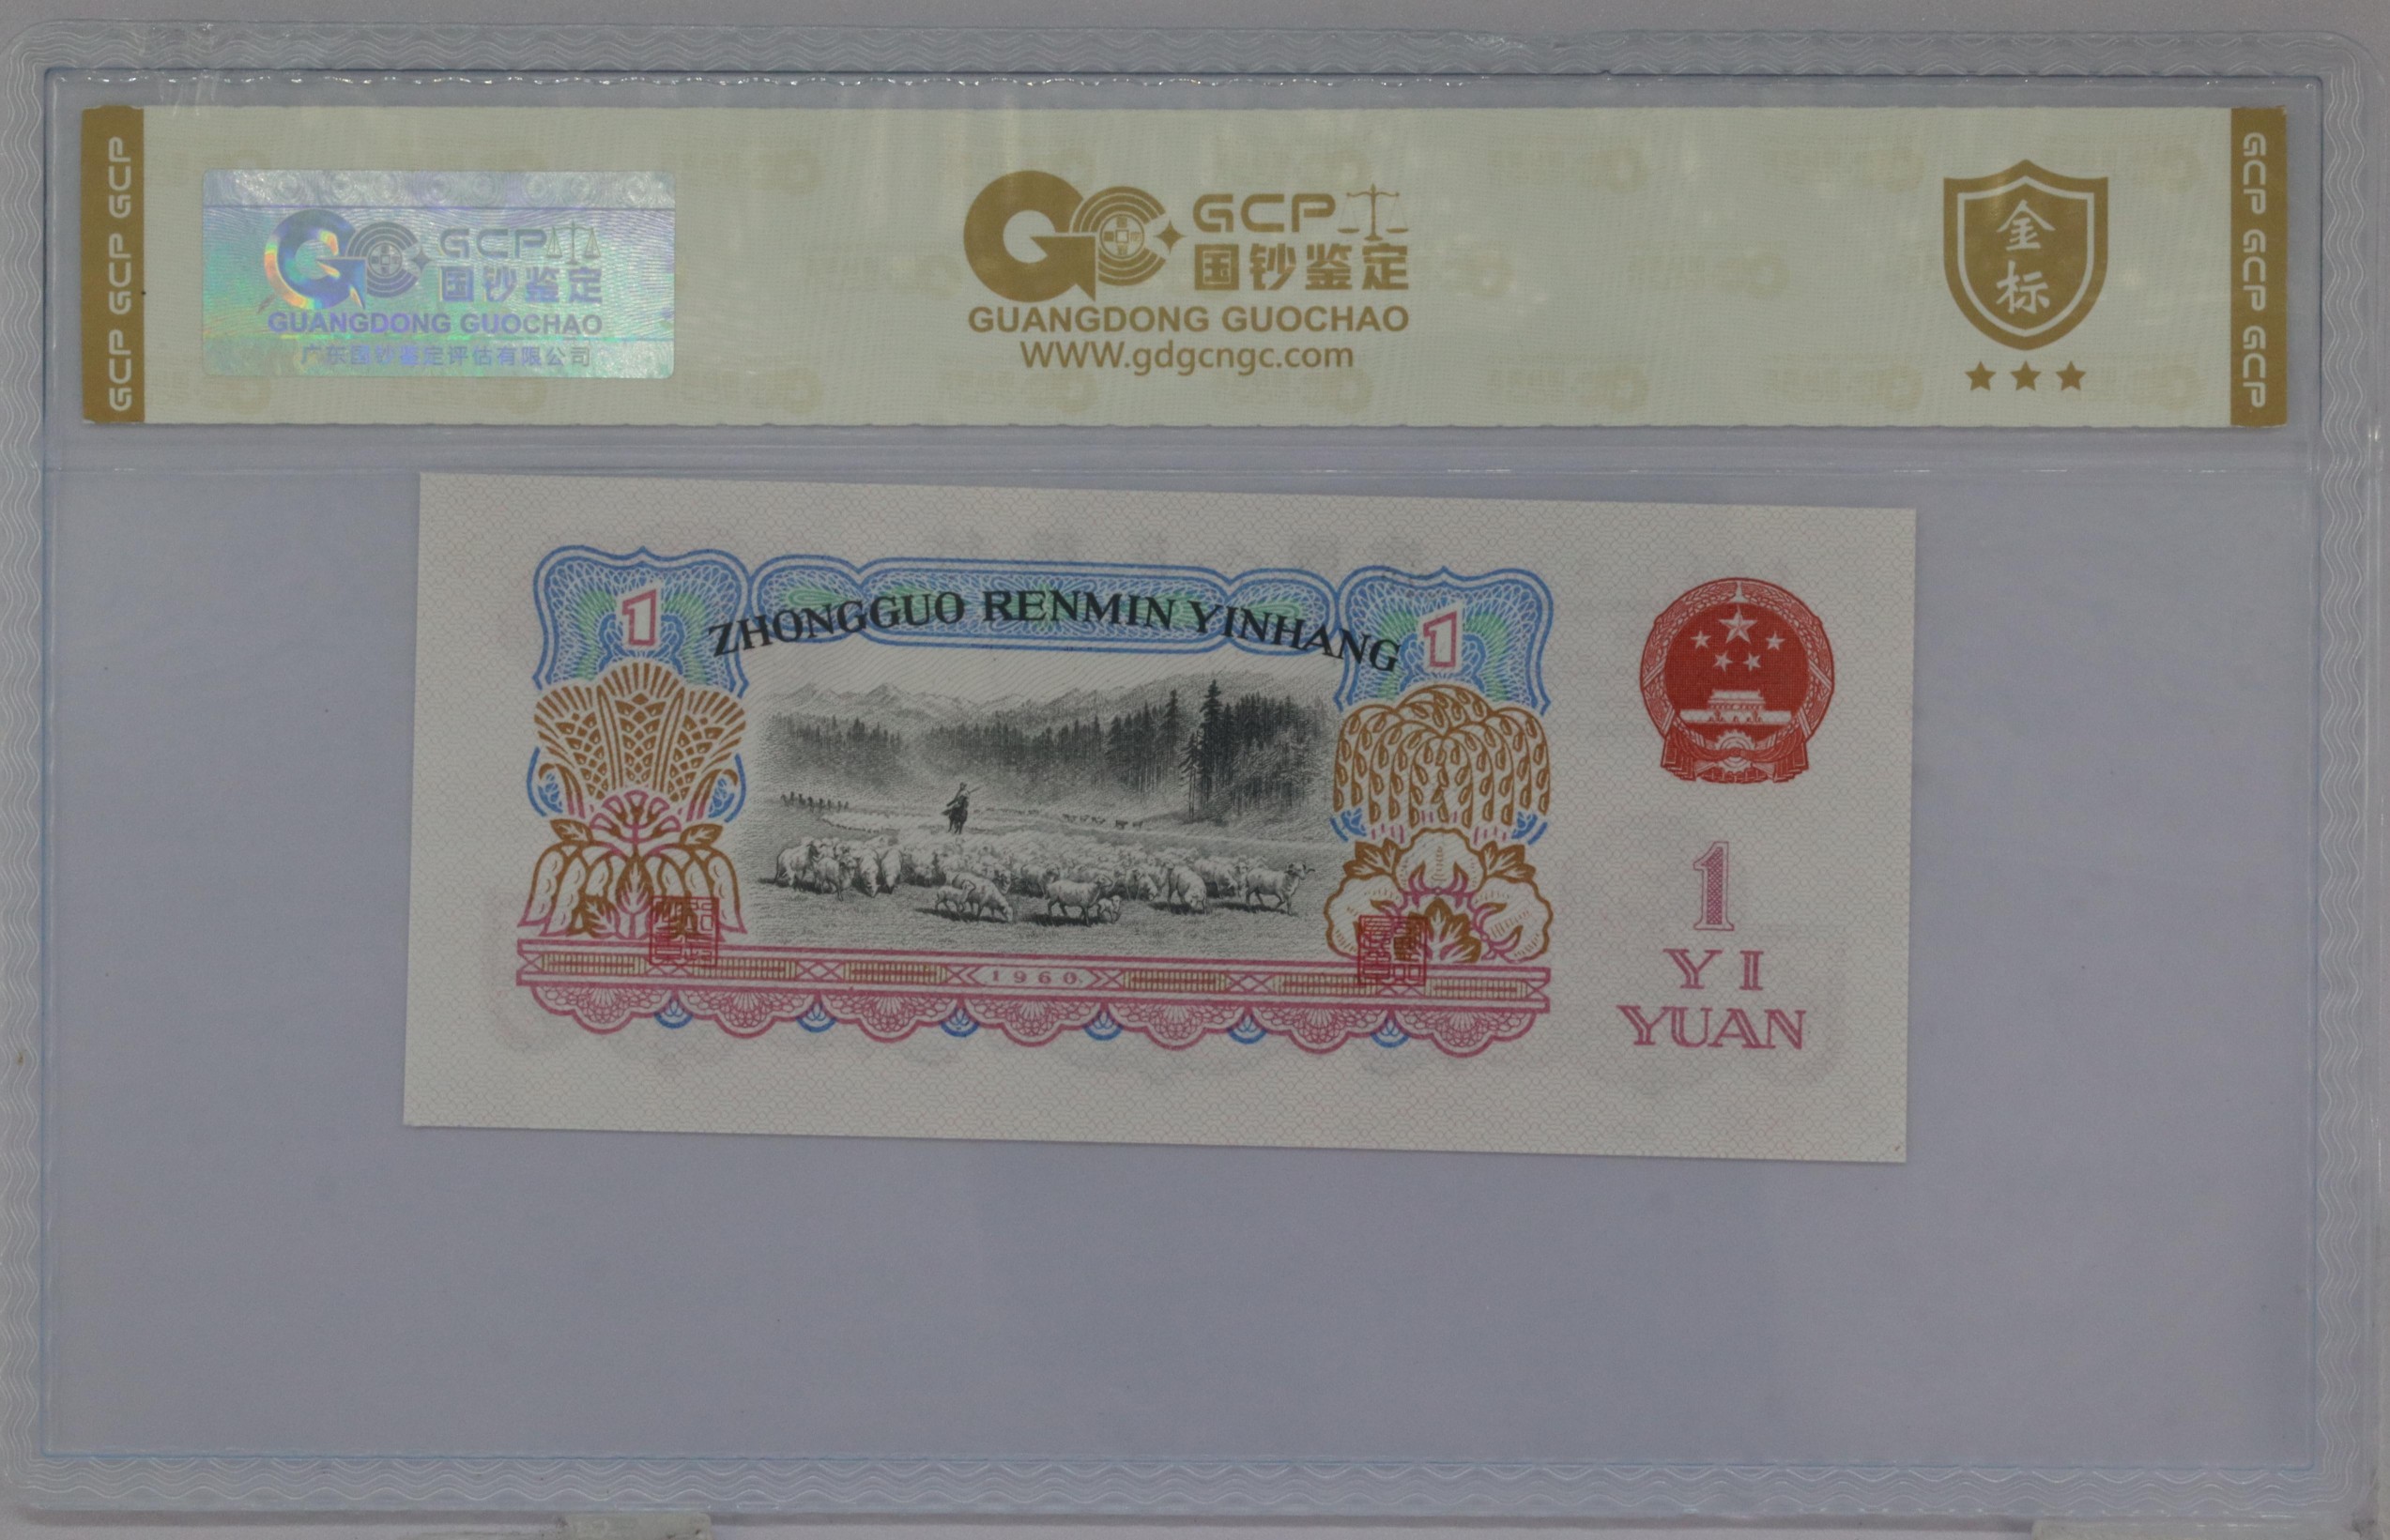 GCP GCP GCP
GCP
国钞鉴定
GUANGDONG GUOCHAO
广东国钞鉴定评估有限公司
GCP
国钞鉴定
GUANGDONG GUOCHAO
WWW.gdgcngc.com
金
标
GCP GCP GCP
1
ZHONGGUO RENMIN YINHANG
1
1960
1
YI
YUAN